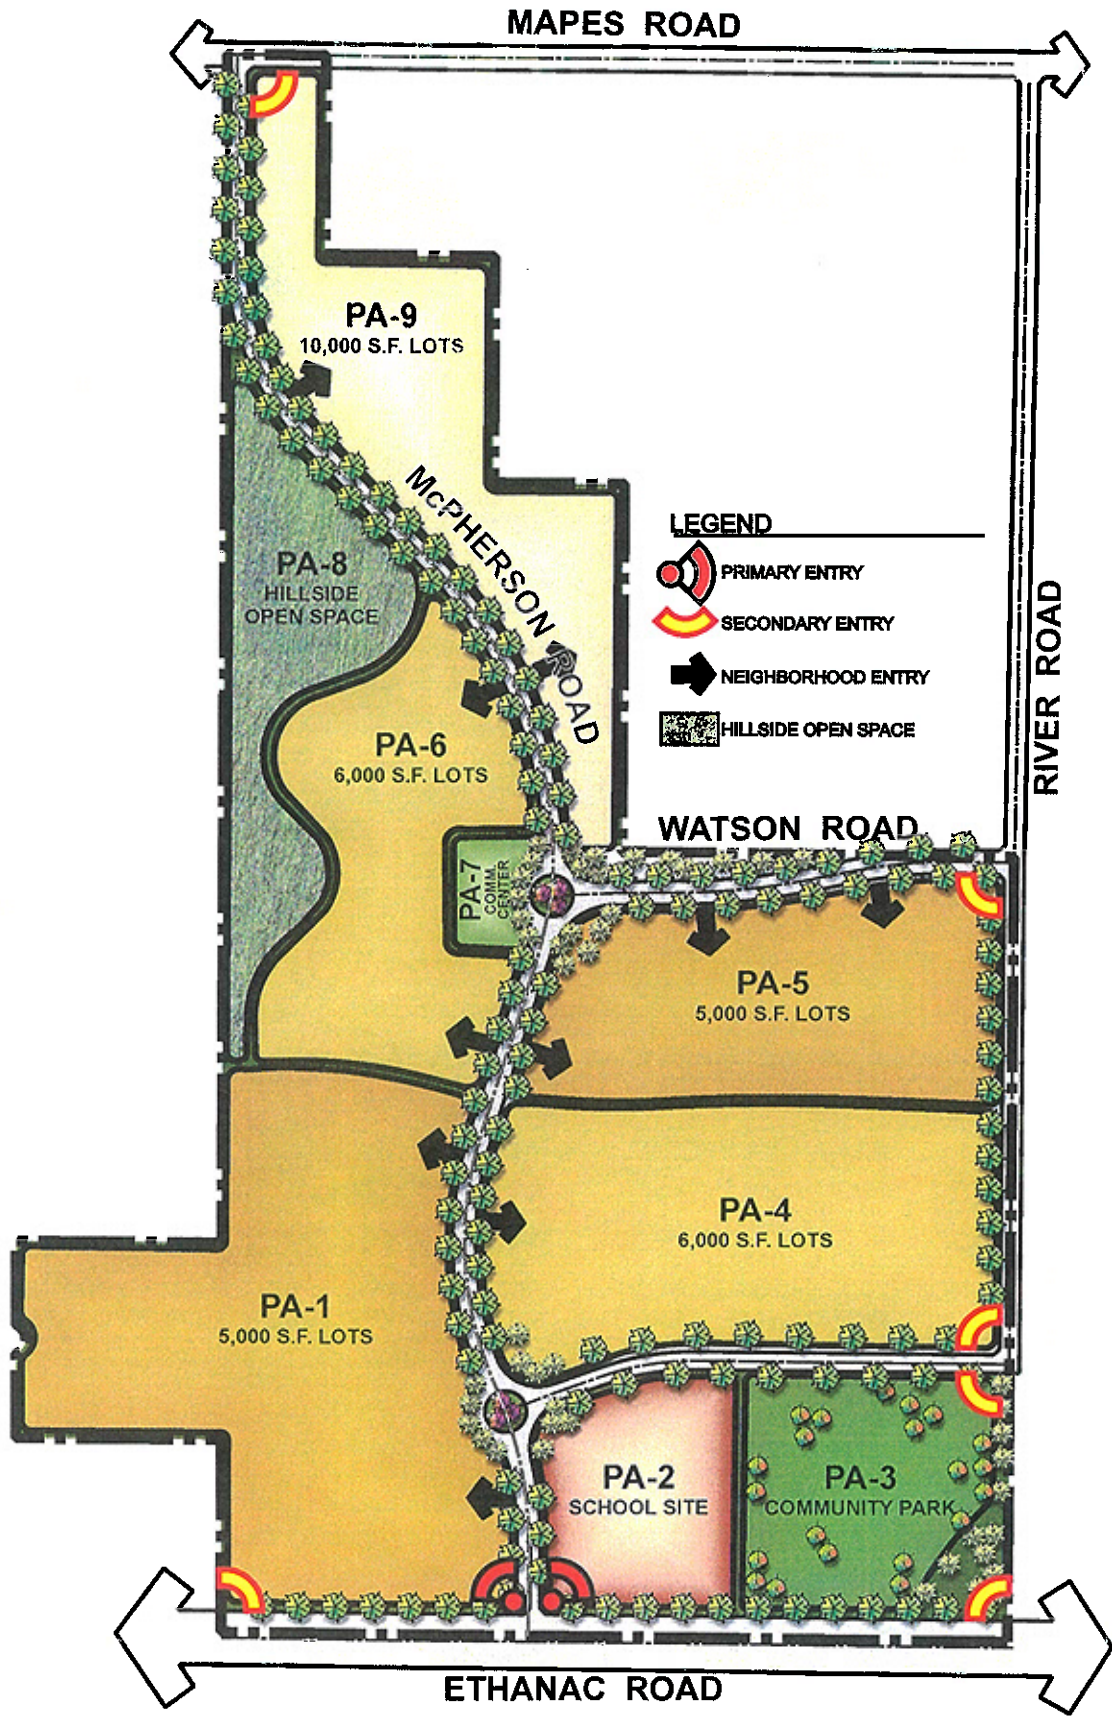 MAPES ROAD
PA-9
10,000 S.F. LOTS
McPHERSON ROAD
LEGEND
PRIMARY ENTRY
SECONDARY ENTRY
NEIGHBORHOOD ENTRY
HILLSIDE OPEN SPACE
RIVER ROAD
PA-8
HILLSIDE
OPEN SPACE
PA-6
6,000 S.F. LOTS
WATSON ROAD
PA-7
COMM.
CENTER
PA-5
5,000 S.F. LOTS
PA-4
6,000 S.F. LOTS
PA-1
5,000 S.F. LOTS
PA-2
SCHOOL SITE
PA-3
COMMUNITY PARK
ETHANAC ROAD